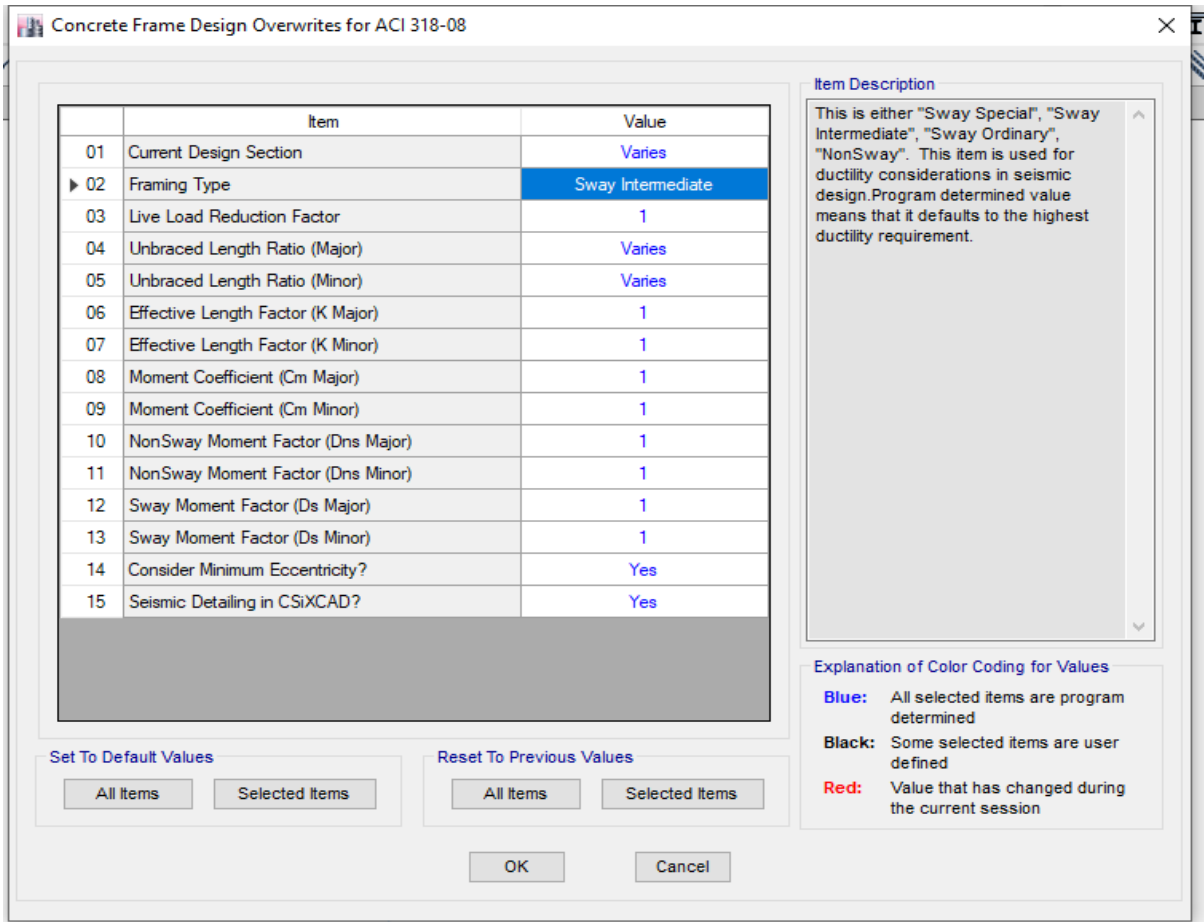 Concrete Frame Design Overwrites for ACI 318-08
Item Value
01 Current Design Section Varies
02 Framing Type Sway Intermediate
03 Live Load Reduction Factor 1
04 Unbraced Length Ratio (Major) Varies
05 Unbraced Length Ratio (Minor) Varies
06 Effective Length Factor (K Major) 1
07 Effective Length Factor (K Minor) 1
08 Moment Coefficient (Cm Major) 1
09 Moment Coefficient (Cm Minor) 1
10 NonSway Moment Factor (Dns Major) 1
11 NonSway Moment Factor (Dns Minor) 1
12 Sway Moment Factor (Ds Major) 1
13 Sway Moment Factor (Ds Minor) 1
14 Consider Minimum Eccentricity? Yes
15 Seismic Detailing in CSiXCAD? Yes
Item Description
This is either "Sway Special", "Sway
Intermediate", "Sway Ordinary",
"NonSway". This item is used for
ductility considerations in seismic
design.Program determined value
means that it defaults to the highest
ductility requirement.
Explanation of Color Coding for Values
Blue: All selected items are program
determined
Black: Some selected items are user
defined
Red: Value that has changed during
the current session
Set To Default Values
All Items Selected Items
Reset To Previous Values
All Items Selected Items
OK Cancel